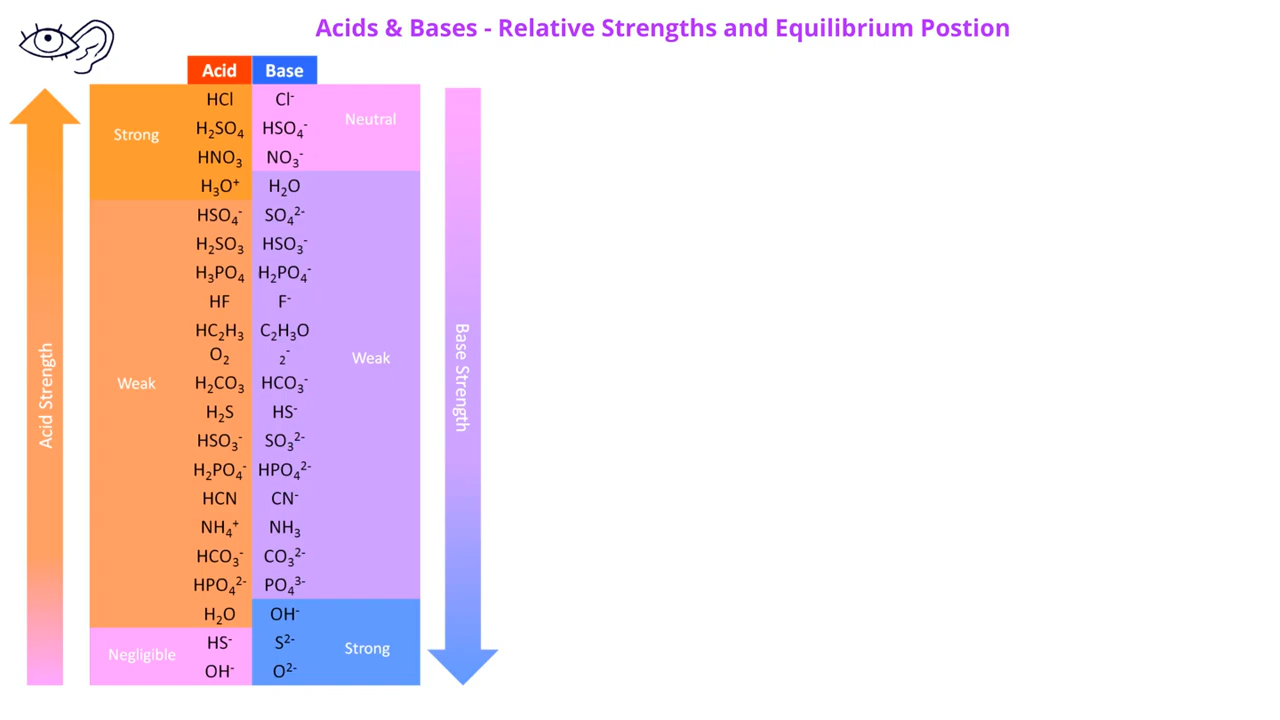 Acids & Bases - Relative Strengths and Equilibrium Postion
Acid Base
HCl Cl⁻
Neutral
H₂SO₄ HSO₄⁻
Strong
HNO₃ NO₃⁻
H₃O⁺ H₂O
HSO₄⁻ SO₄²⁻
H₂SO₃ HSO₃⁻
H₃PO₄ H₂PO₄⁻
HF F⁻
HC₂H₃ C₂H₃O
O₂ ₂⁻
Weak
Weak
H₂CO₃ HCO₃⁻
H₂S HS⁻
HSO₃⁻ SO₃²⁻
H₂PO₄⁻ HPO₄²⁻
HCN CN⁻
NH₄⁺ NH₃
HCO₃⁻ CO₃²⁻
HPO₄²⁻ PO₄³⁻
H₂O OH⁻
HS⁻ S²⁻
Negligible
Strong
OH⁻ O²⁻
Acid Strength
Base Strength